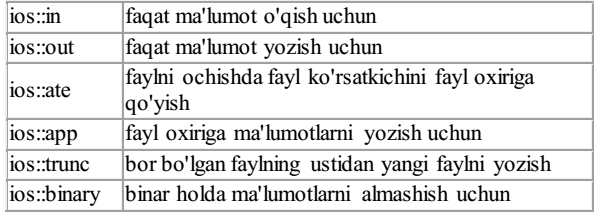 ios::in faqat ma'lumot o'qish uchun
ios::out faqat ma'lumot yozish uchun
ios::ate faylni ochishda fayl ko'rsatkichini fayl oxiriga
qo'yish
ios::app fayl oxiriga ma'lumotlarni yozish uchun
ios::trunc bor bo'lgan faylning ustidan yangi faylni yozish
ios::binary binar holda ma'lumotlarni almashish uchun